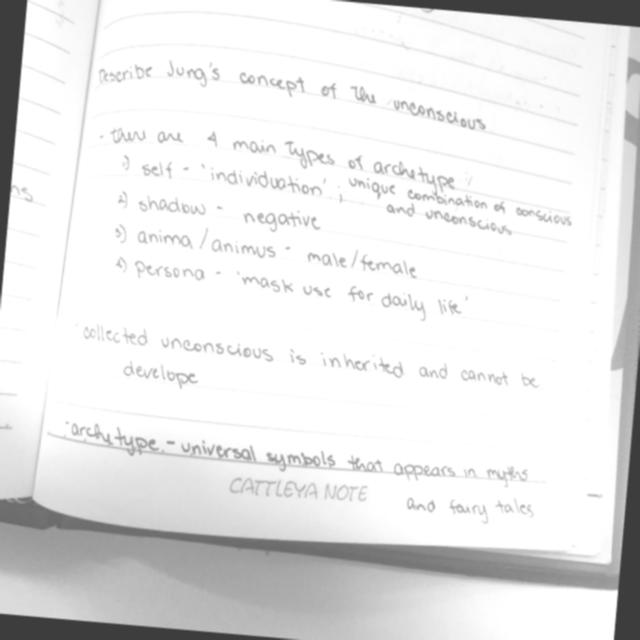 Describe Jung's concept of the unconscious
- there are 4 main types of archetype:
1) self - 'individuation'; unique combination of conscious
and unconscious
2) shadow - negative
3) anima/animus - male/female
4) persona - 'mask use for daily life'
collected unconscious is inherited and cannot be
develope
archetype - universal symbols that appears in myths
and fairy tales
CATTLEYA NOTE